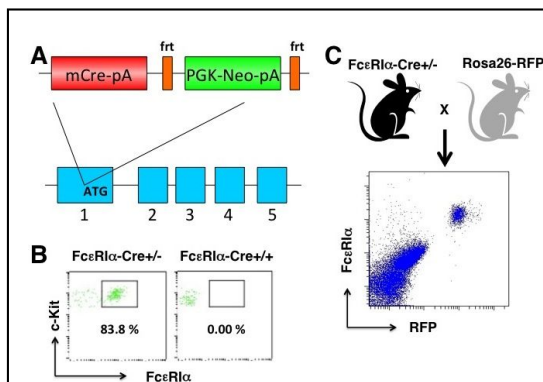 A
frt
frt
mCre-pA
PGK-Neo-pA
ATG
1
2
3
4
5
B
FcεRIα-Cre+/-
FcεRIα-Cre+/+
c-Kit
83.8 %
0.00 %
FcεRIα
C
FcεRIα-Cre+/-
Rosa26-RFP
X
FcεRIα
RFP